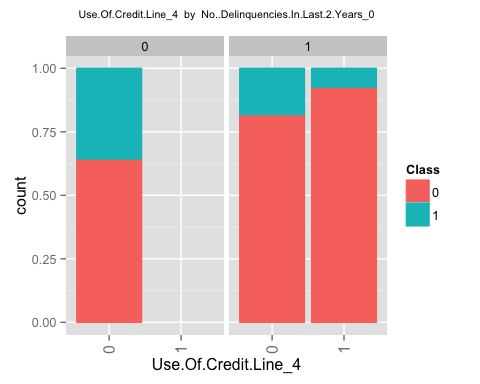 Use.Of.Credit.Line_4 by No..Delinquencies.In.Last.2.Years_0
0 1
1.00
0.75
0.50
0.25
0.00
count
0 1 0 1
Use.Of.Credit.Line_4
Class
0
1